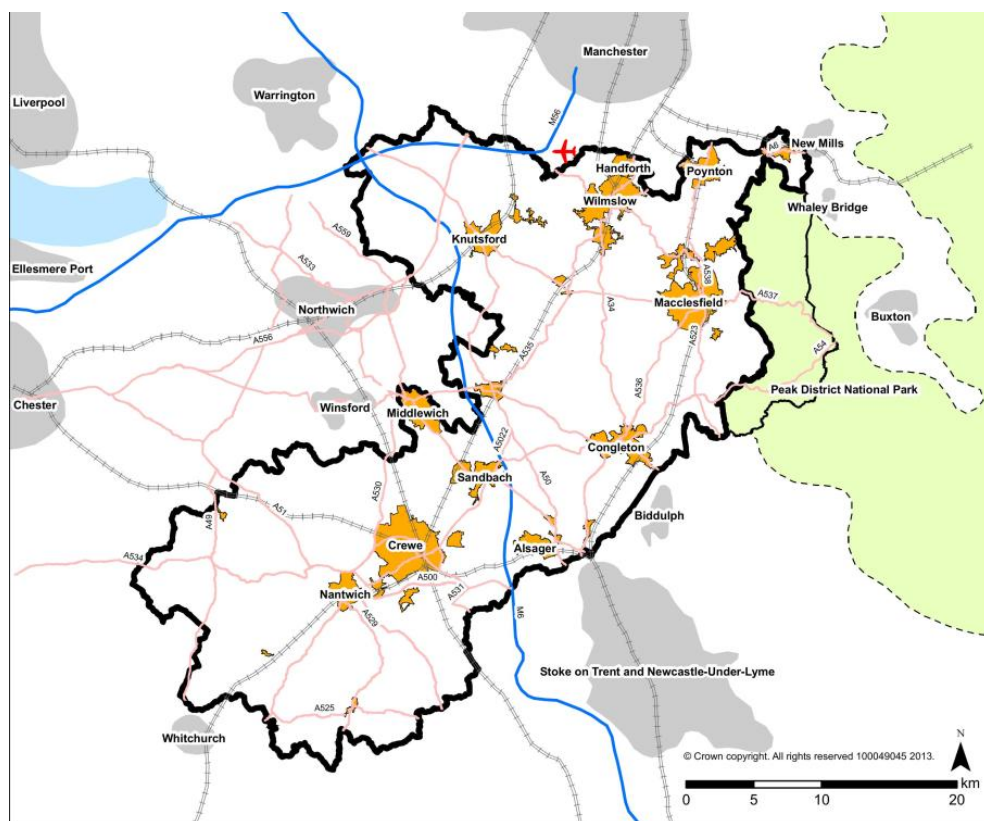 Manchester
Liverpool
Warrington
M56
Handforth
Poynton
A6
New Mills
Wilmslow
Whaley Bridge
A559
Knutsford
A533
Ellesmere Port
A538
Macclesfield
A537
Northwich
A34
Buxton
A556
A535
A523
A54
Peak District National Park
Chester
Winsford
Middlewich
A536
A5022
Congleton
Sandbach
A530
A50
A51
A49
Biddulph
Crewe
Alsager
A534
A500
Nantwich
A531
A529
M6
Stoke on Trent and Newcastle-Under-Lyme
A525
Whitchurch
© Crown copyright. All rights reserved 100049045 2013.
N
km
0 5 10 20